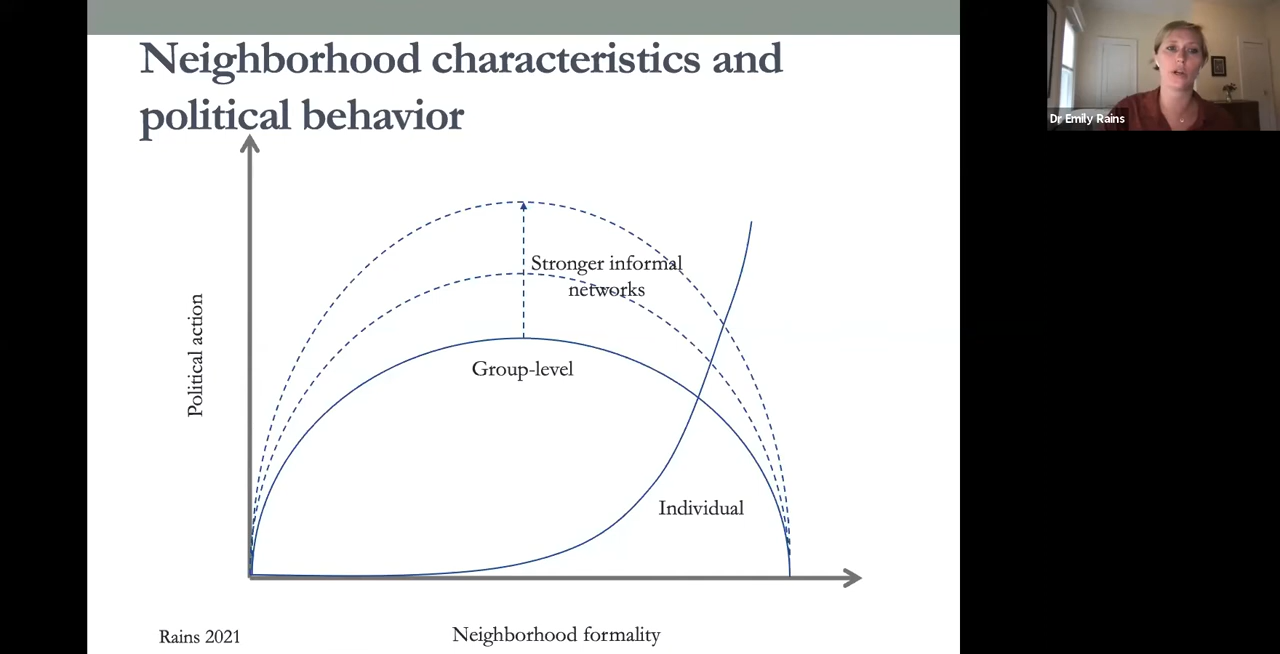 Neighborhood characteristics and
political behavior
Dr Emily Rains
Stronger informal
networks
Political action
Group-level
Individual
Rains 2021
Neighborhood formality